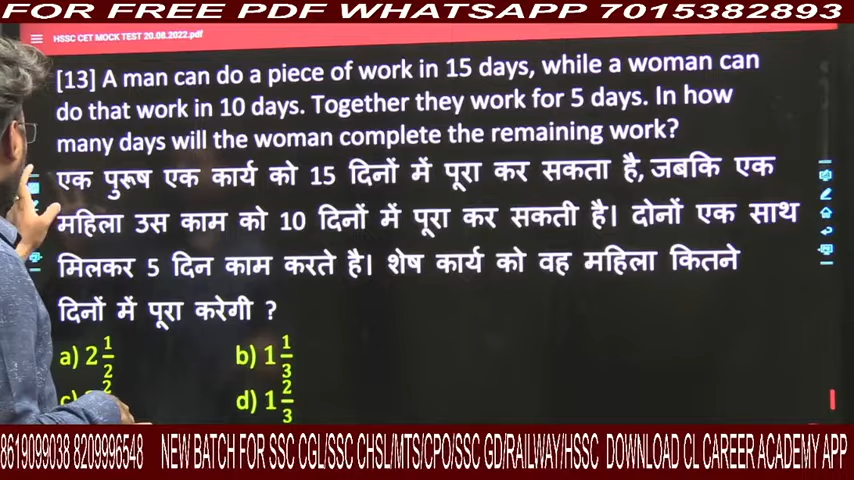 FOR FREE PDF WHATSAPP 7015382893
HSSC CET MOCK TEST 20.08.2022.pdf
[13] A man can do a piece of work in 15 days, while a woman can
do that work in 10 days. Together they work for 5 days. In how
many days will the woman complete the remaining work?
एक पुरूष एक कार्य को 15 दिनों में पूरा कर सकता है, जबकि एक
महिला उस काम को 10 दिनों में पूरा कर सकती है। दोनों एक साथ
मिलकर 5 दिन काम करते है। शेष कार्य को वह महिला कितने
दिनों में पूरा करेगी ?
a) 2 1/2 b) 1 1/3
d) 1 2/3
8619099038 8209996548 NEW BATCH FOR SSC CGL/SSC CHSL/MTS/CPO/SSC GD/RAILWAY/HSSC DOWNLOAD CL CAREER ACADEMY APP